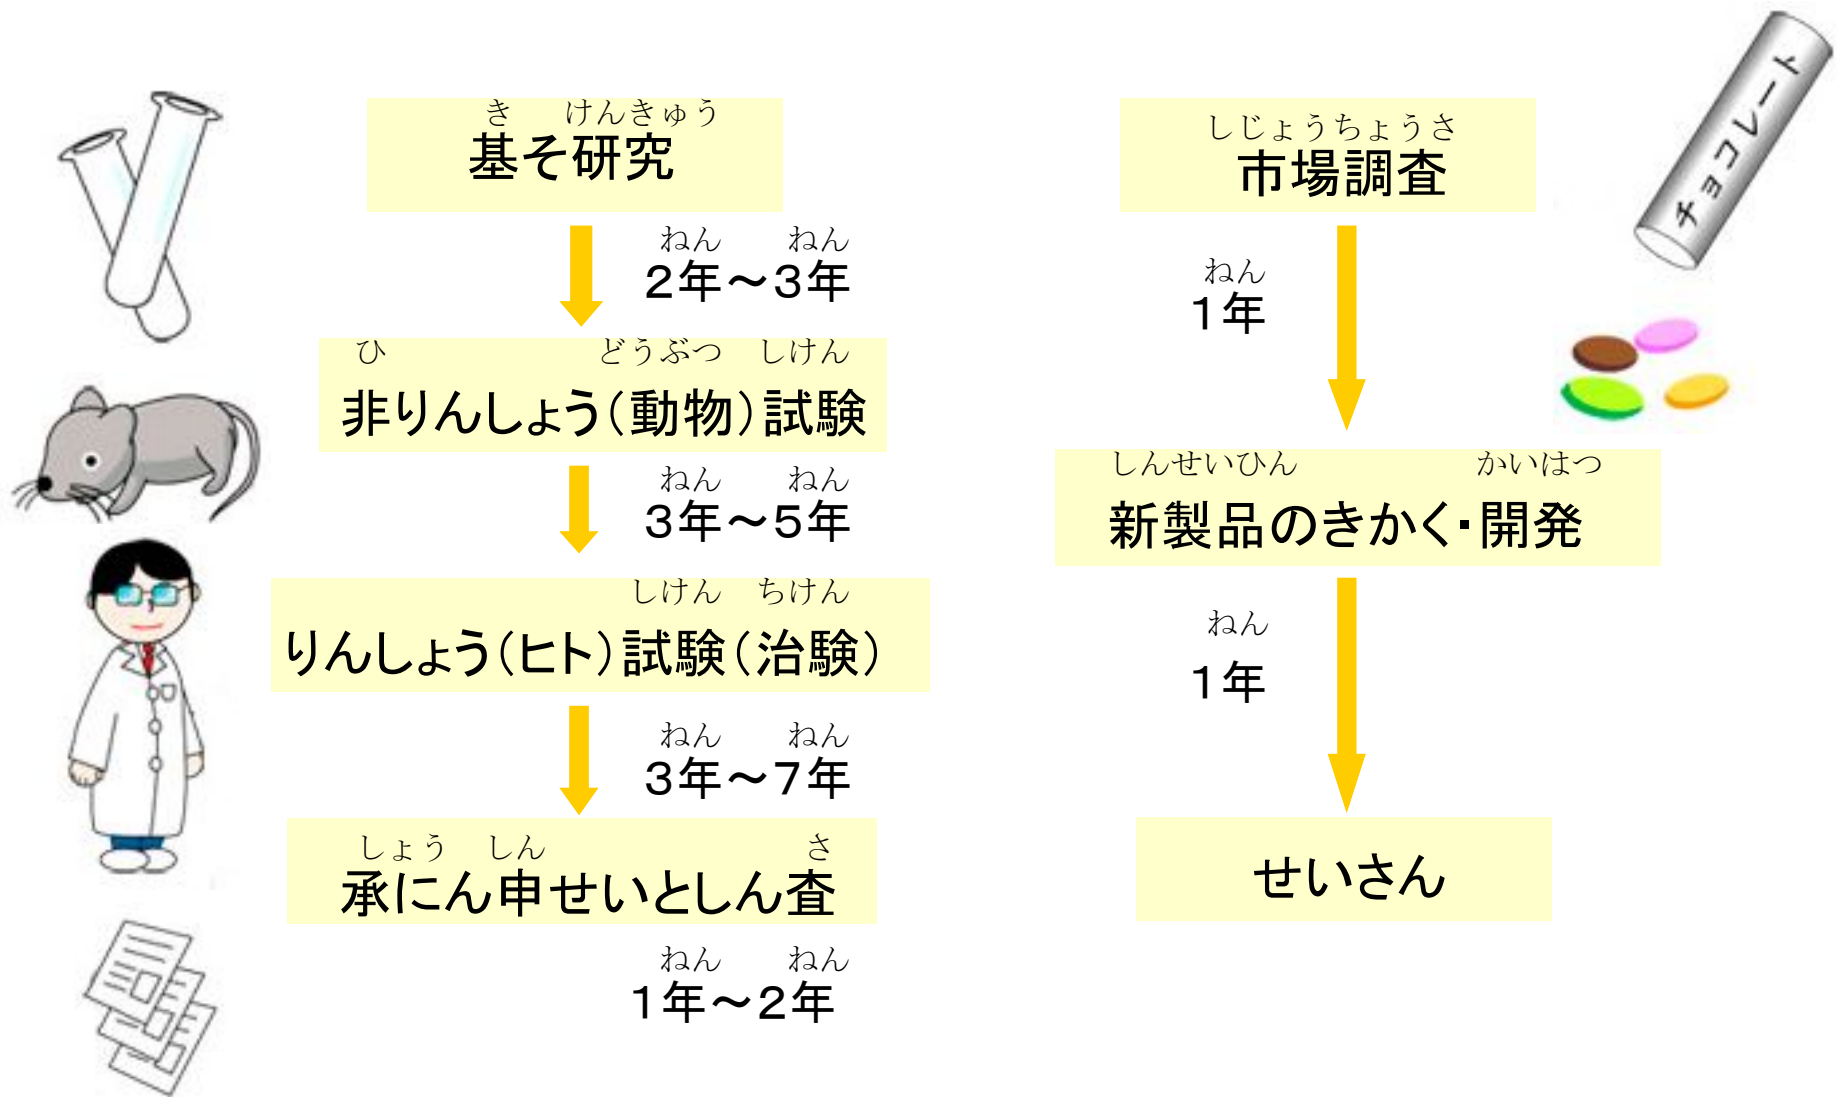 き けんきゅう
基そ研究
ねん ねん
2年～3年
ひ どうぶつ しけん
非りんしょう(動物)試験
ねん ねん
3年～5年
しけん ちけん
りんしょう(ヒト)試験(治験)
ねん ねん
3年～7年
しょう しん さ
承にん申せいとしん査
ねん ねん
1年～2年
しじょうちょうさ
市場調査
ねん
1年
しんせいひん かいはつ
新製品のきかく・開発
ねん
1年
せいさん
チョコレート